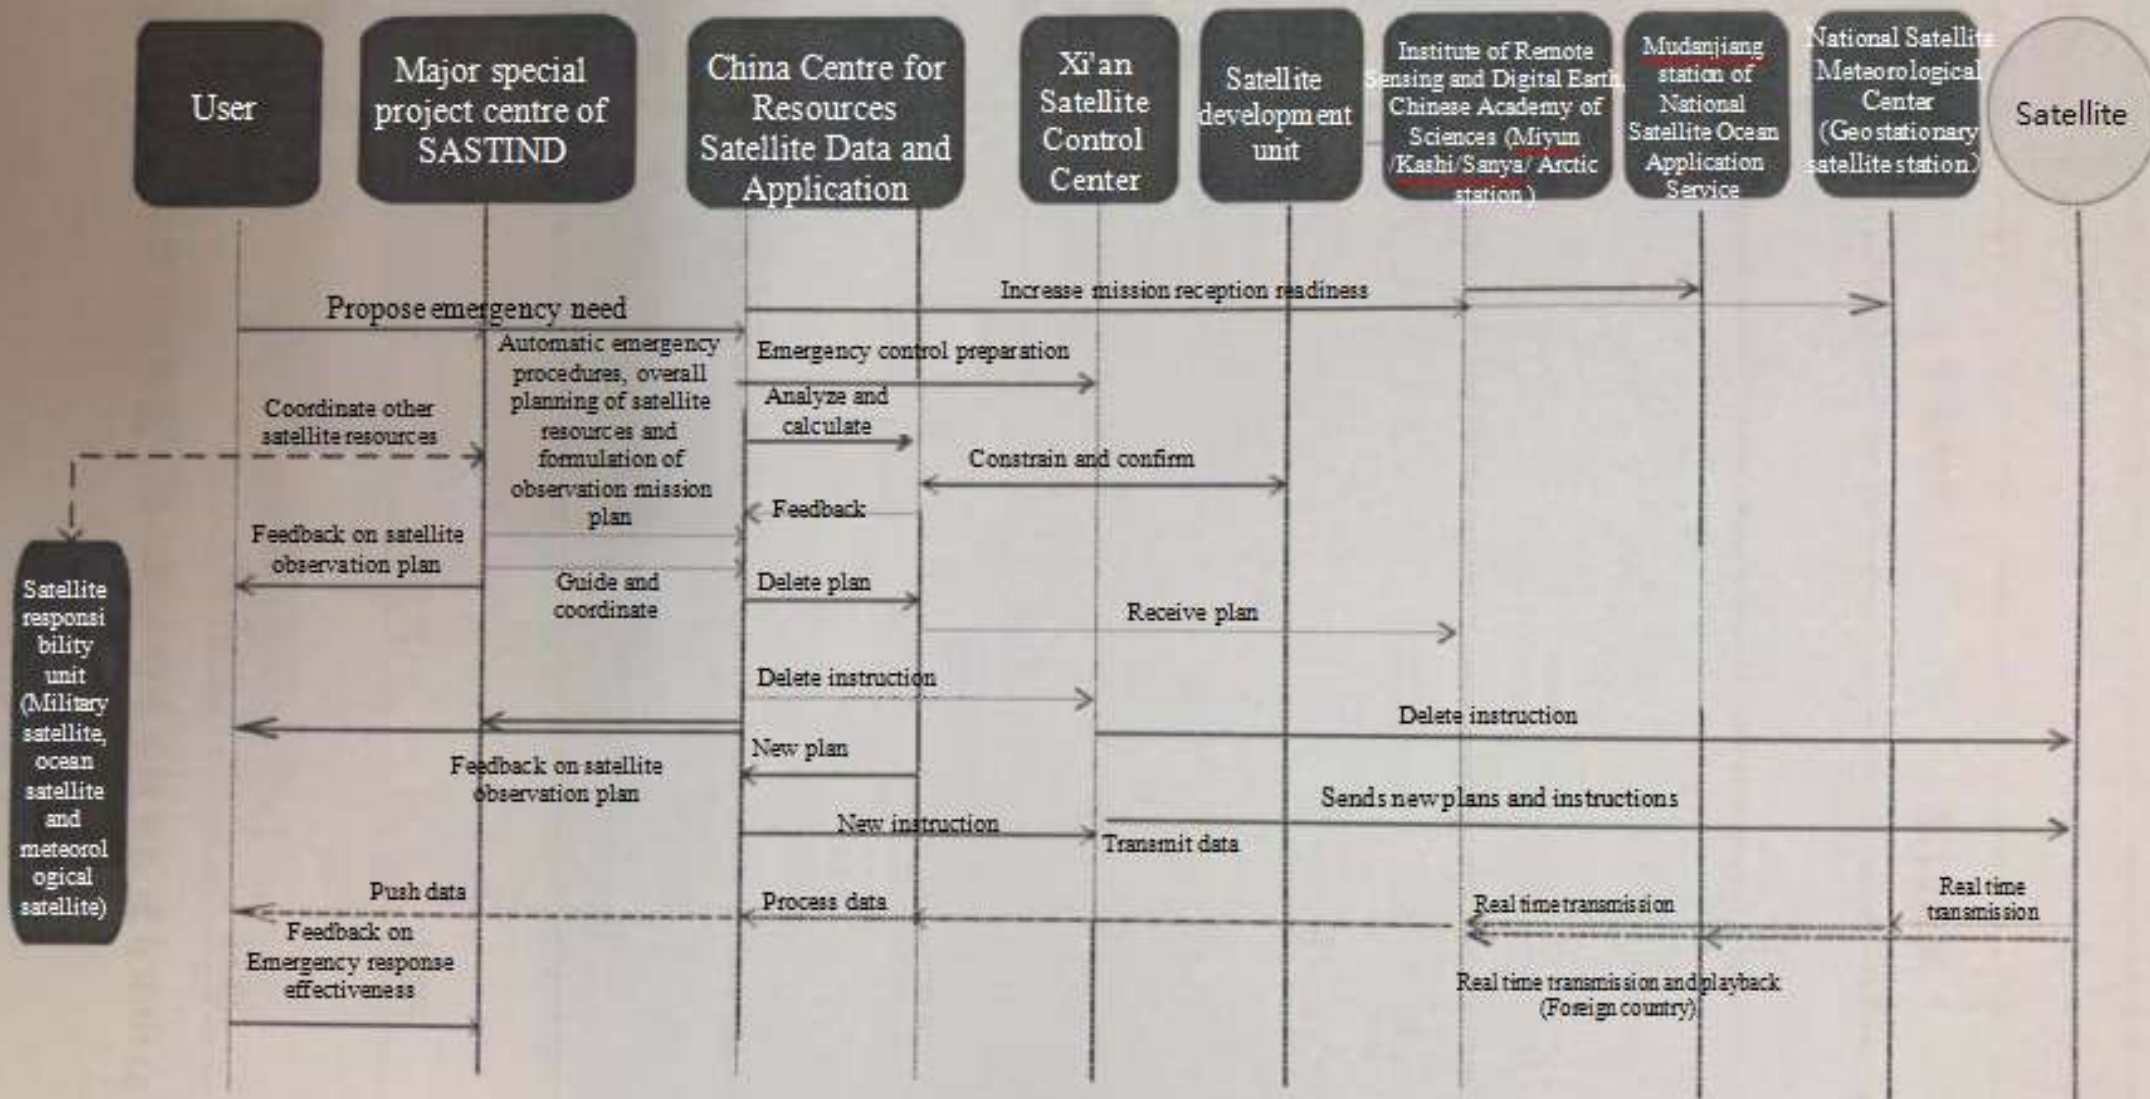 User
Major special
project centre of
SASTIND
China Centre for
Resources
Satellite Data and
Application
Xi'an
Satellite
Control
Center
Satellite
development
unit
Institute of Remote
Sensing and Digital Earth,
Chinese Academy of
Sciences (Miyun
/Kashi/Sanya/ Arctic
station.)
Mudanjiang
station of
National
Satellite Ocean
Application
Service
National Satellite
Meteorological
Center
(Geostationary
satellite station.)
Satellite
Propose emergency need
Increase mission reception readiness
Automatic emergency
procedures, overall
planning of satellite
resources and
formulation of
observation mission
plan
Emergency control preparation
Analyze and
calculate
Coordinate other
satellite resources
Constrain and confirm
Feedback
Feedback on satellite
observation plan
Guide and
coordinate
Delete plan
Receive plan
Satellite
responsi
bility
unit
(Military
satellite,
ocean
satellite
and
meteorol
ogical
satellite)
Delete instruction
Delete instruction
New plan
Feedback on satellite
observation plan
Sends new plans and instructions
New instruction
Transmit data
Push data
Process data
Real time transmission
Real time
transmission
Feedback on
Emergency response
effectiveness
Real time transmission and playback
(Foreign country)